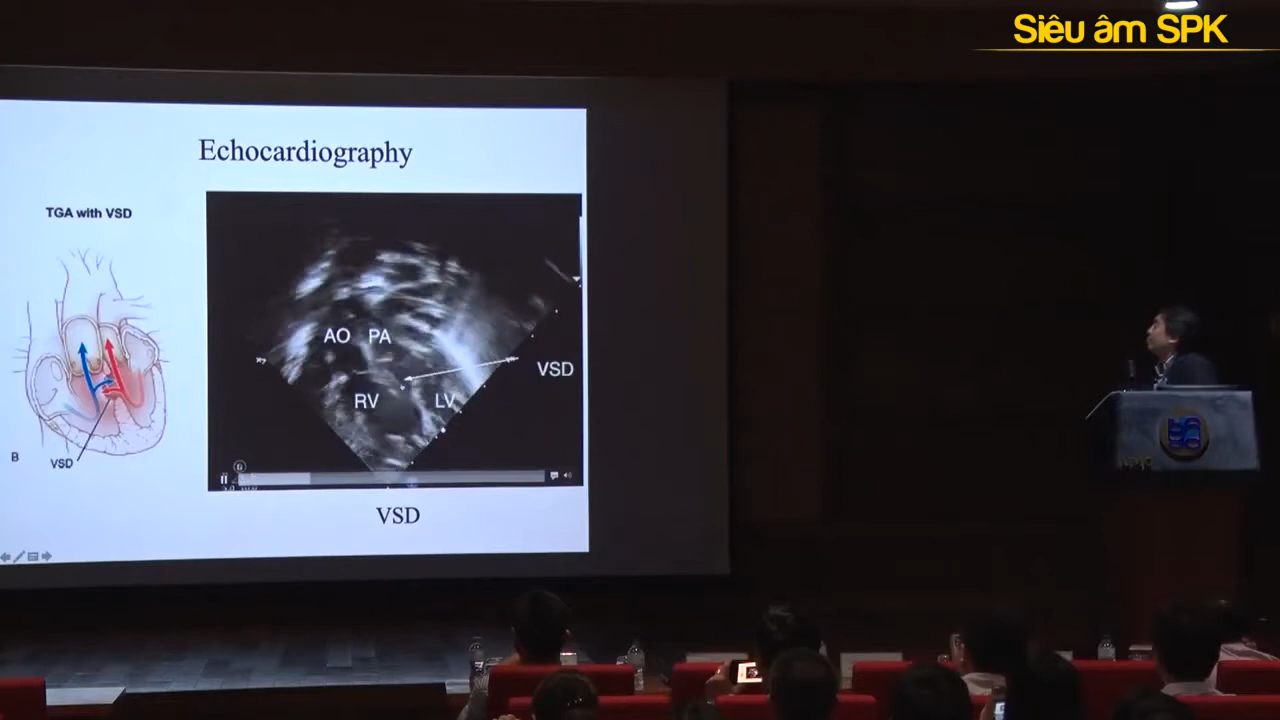 Siêu âm SPK
Echocardiography
TGA with VSD
AO PA
VSD
RV LV
B VSD
VSD